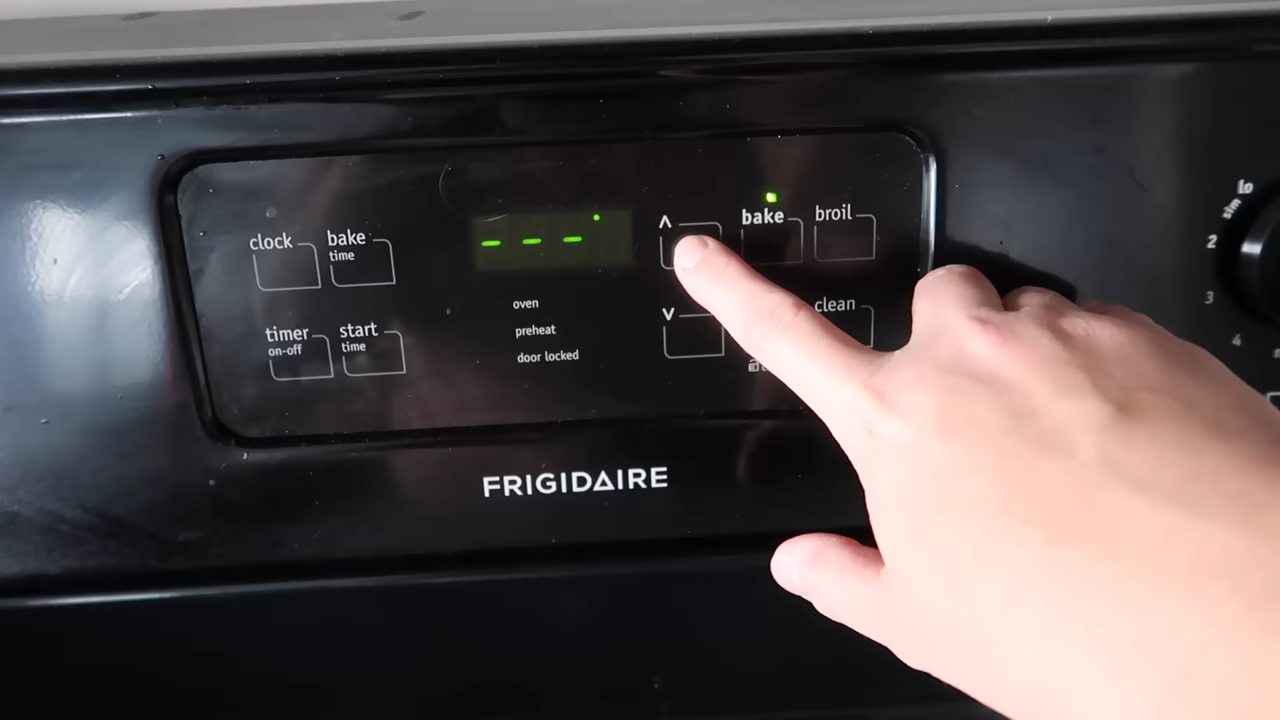 clock
bake
time
timer
on-off
start
time
- - -
oven
preheat
door locked
∧
∨
bake
broil
clean
FRIGIDAIRE
lo
sim
2
3
4